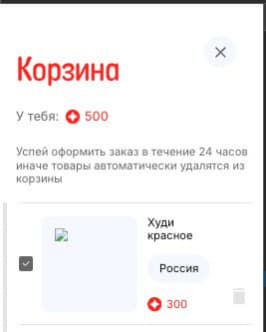 Корзина
У тебя: 500
Успей оформить заказ в течение 24 часов
иначе товары автоматически удалятся из
корзины
Худи
красное
Россия
300